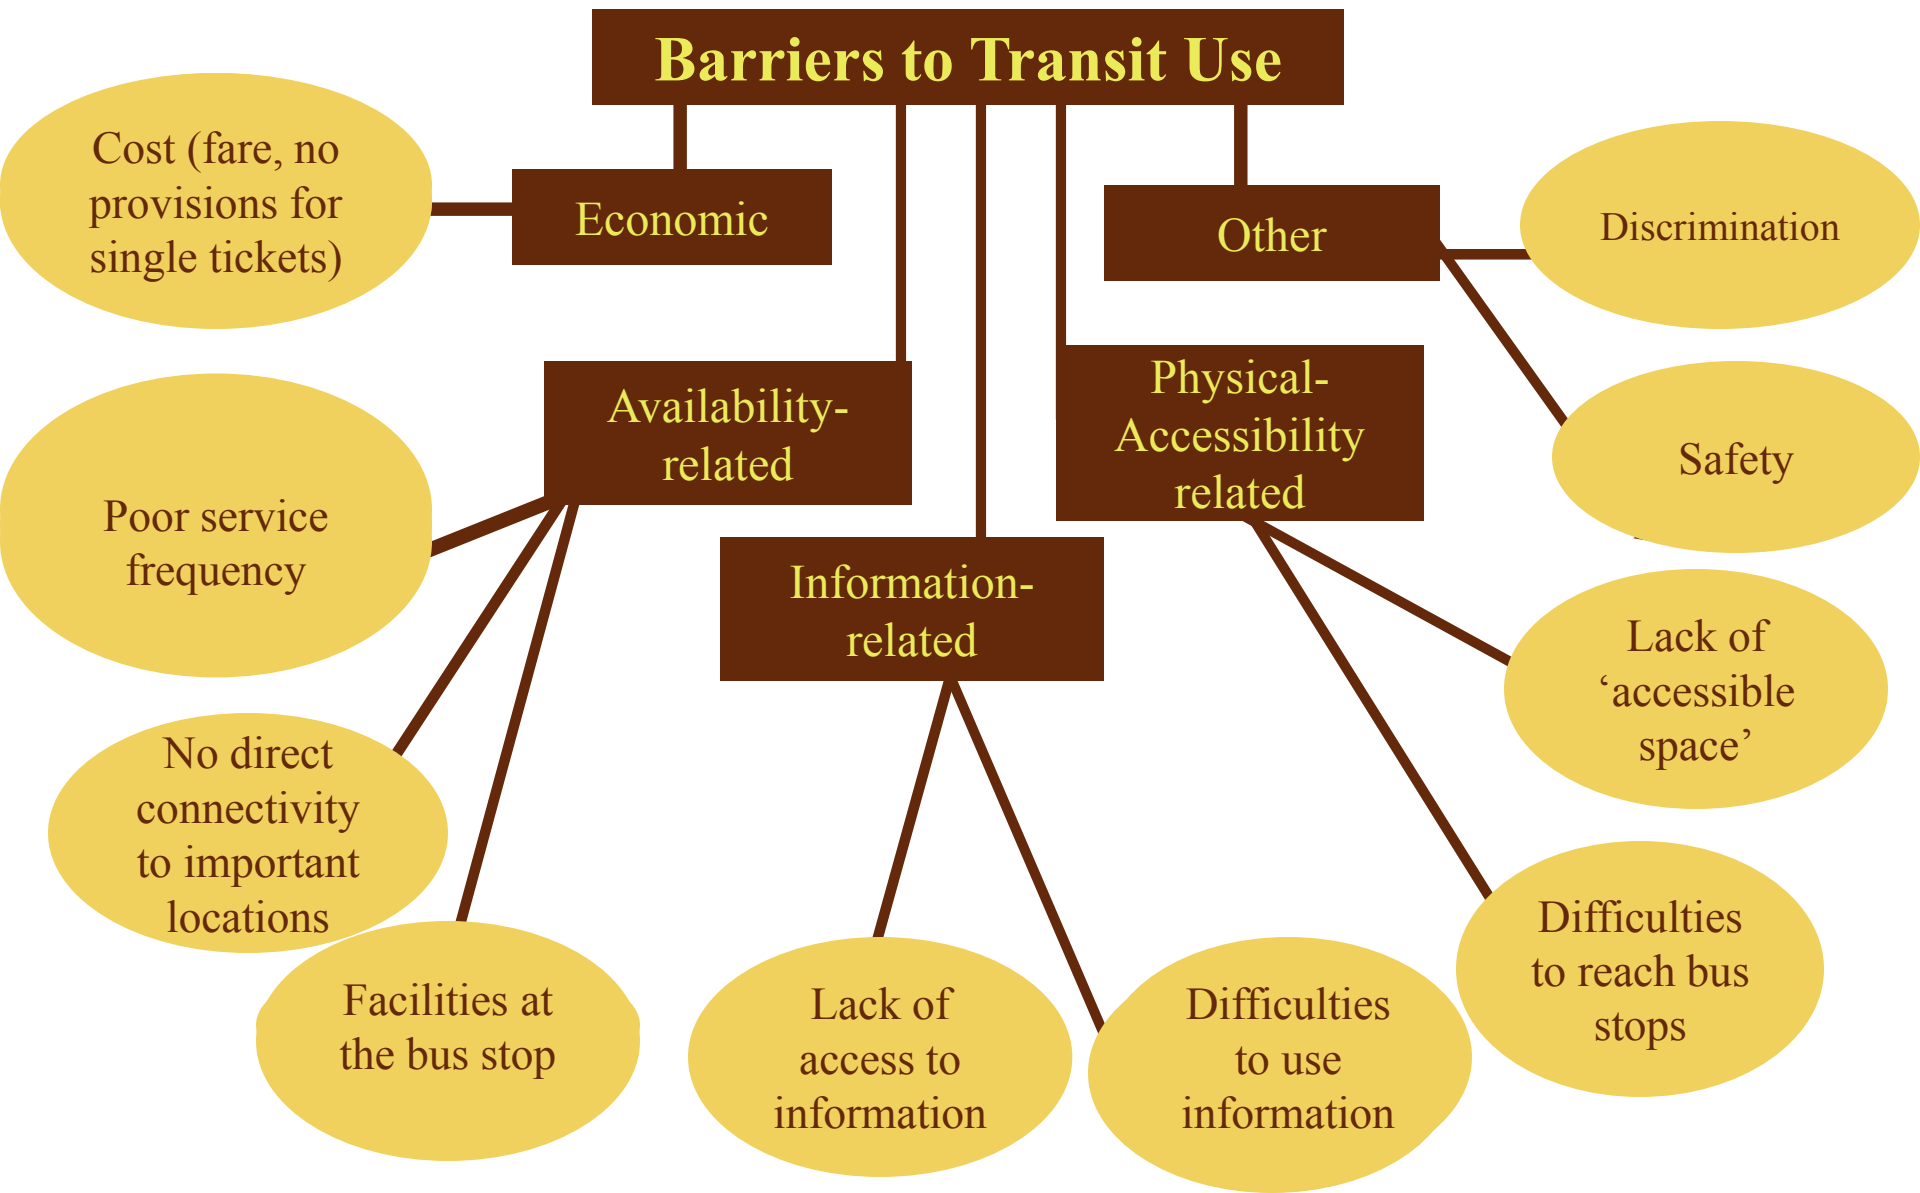 Barriers to Transit Use
Cost (fare, no
provisions for
single tickets)
Economic
Other
Discrimination
Availability-
related
Physical-
Accessibility
related
Safety
Poor service
frequency
Information-
related
Lack of
‘accessible
space’
No direct
connectivity
to important
locations
Difficulties
to reach bus
stops
Facilities at
the bus stop
Lack of
access to
information
Difficulties
to use
information